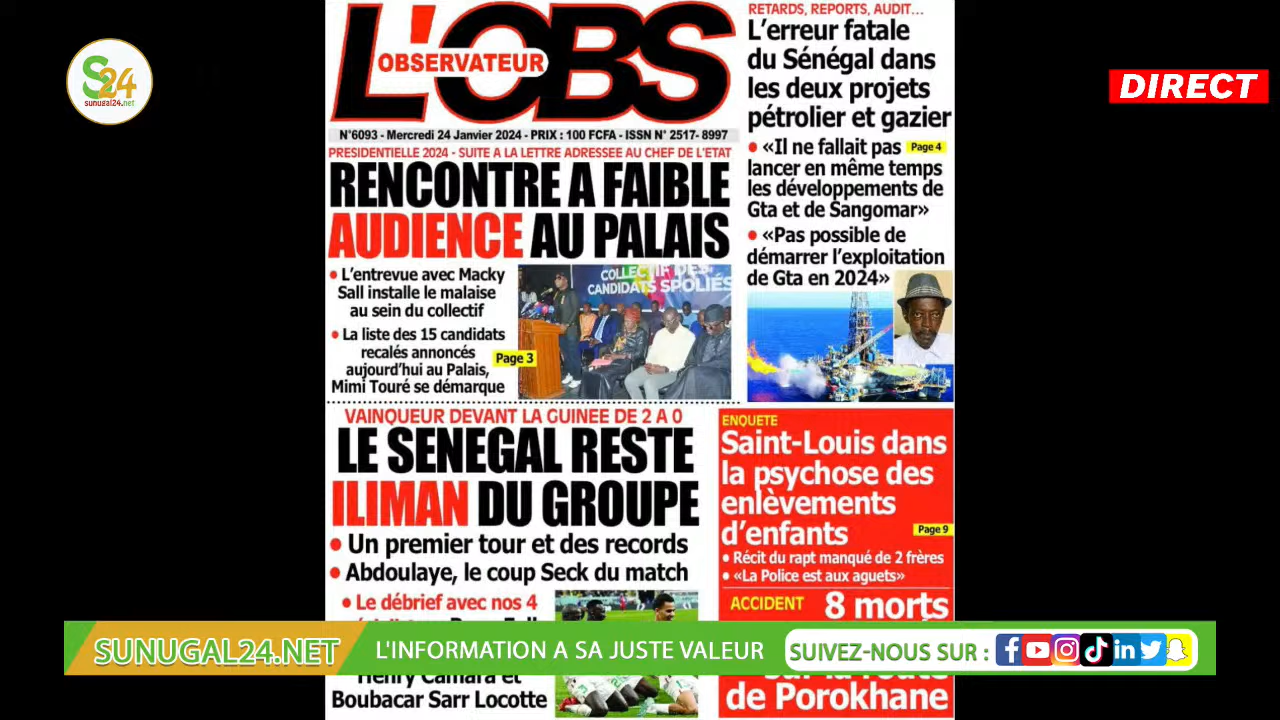 S24
sunugal24.net
DIRECT
L'OBS
OBSERVATEUR
N°6093 - Mercredi 24 Janvier 2024 - PRIX : 100 FCFA - ISSN N° 2517- 8997
PRESIDENTIELLE 2024 - SUITE A LA LETTRE ADRESSEE AU CHEF DE L'ETAT
RENCONTRE A FAIBLE
AUDIENCE AU PALAIS
• L'entrevue avec Macky
Sall installe le malaise
au sein du collectif
• La liste des 15 candidats
recalés annoncés
aujourd'hui au Palais,
Mimi Touré se démarque
Page 3
COLLECTIF DES
CANDIDATS SPOLIÉS
RETARDS, REPORTS, AUDIT...
L'erreur fatale
du Sénégal dans
les deux projets
pétrolier et gazier
• «Il ne fallait pas
Page 4
lancer en même temps
les développements de
Gta et de Sangomar»
• «Pas possible de
démarrer l'exploitation
de Gta en 2024»
VAINQUEUR DEVANT LA GUINEE DE 2 A 0
LE SENEGAL RESTE
ILIMAN DU GROUPE
• Un premier tour et des records
• Abdoulaye, le coup Seck du match
• Le débrief avec nos 4
Henry Camara et
Boubacar Sarr Locotte
ENQUETE
Saint-Louis dans
la psychose des
enlèvements
d'enfants
Page 9
• Récit du rapt manqué de 2 frères
• «La Police est aux aguets»
ACCIDENT 8 morts
sur la route
de Porokhane
SUNUGAL24.NET
L'INFORMATION A SA JUSTE VALEUR
SUIVEZ-NOUS SUR :